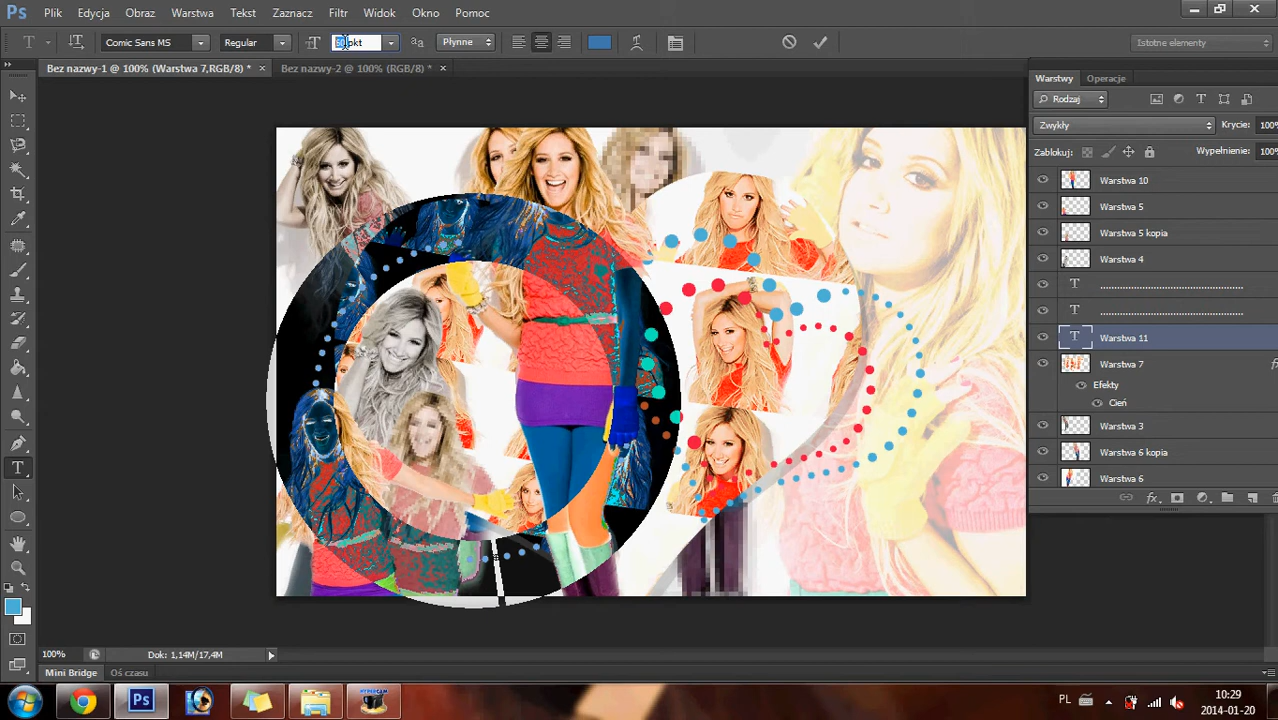 Ps Plik Edycja Obraz Warstwa Tekst Zaznacz Filtr Widok Okno Pomoc
T Comic Sans MS Regular pkt aa Płynne Istotne elementy
Bez nazwy-1 @ 100% (Warstwa 7,RGB/8) * × Bez nazwy-2 @ 100% (RGB/8) * ×
Warstwy Operacje
Rodzaj
Zwykły Krycie: 100%
Zablokuj: Wypełnienie: 100%
Warstwa 10
Warstwa 5
Warstwa 5 kopia
Warstwa 4
T ................................................
T ................................................
T Warstwa 11
Warstwa 7
Efekty
Cień
Warstwa 3
Warstwa 6 kopia
Warstwa 6
100% Dok: 1,14M/17,4M
Mini Bridge Oś czasu
PL 10:29
2014-01-20